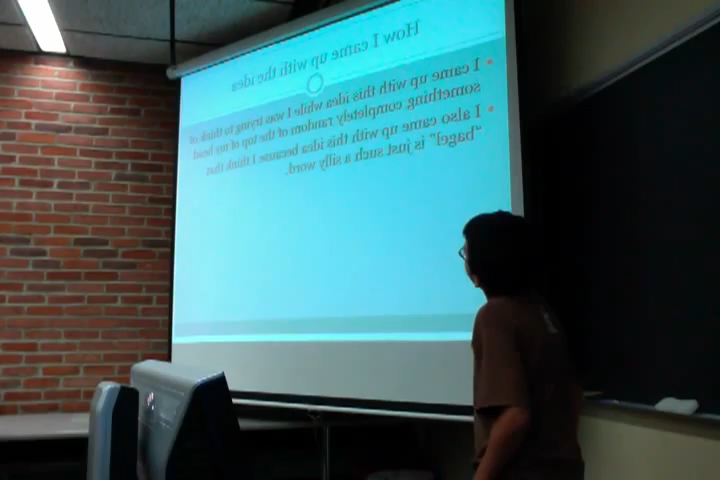 How I came up with the idea
• I came up with this idea while I was trying to think of
something completely random of the top of my head
• I also came up with this idea because I think that
"bagel" is just such a silly word.